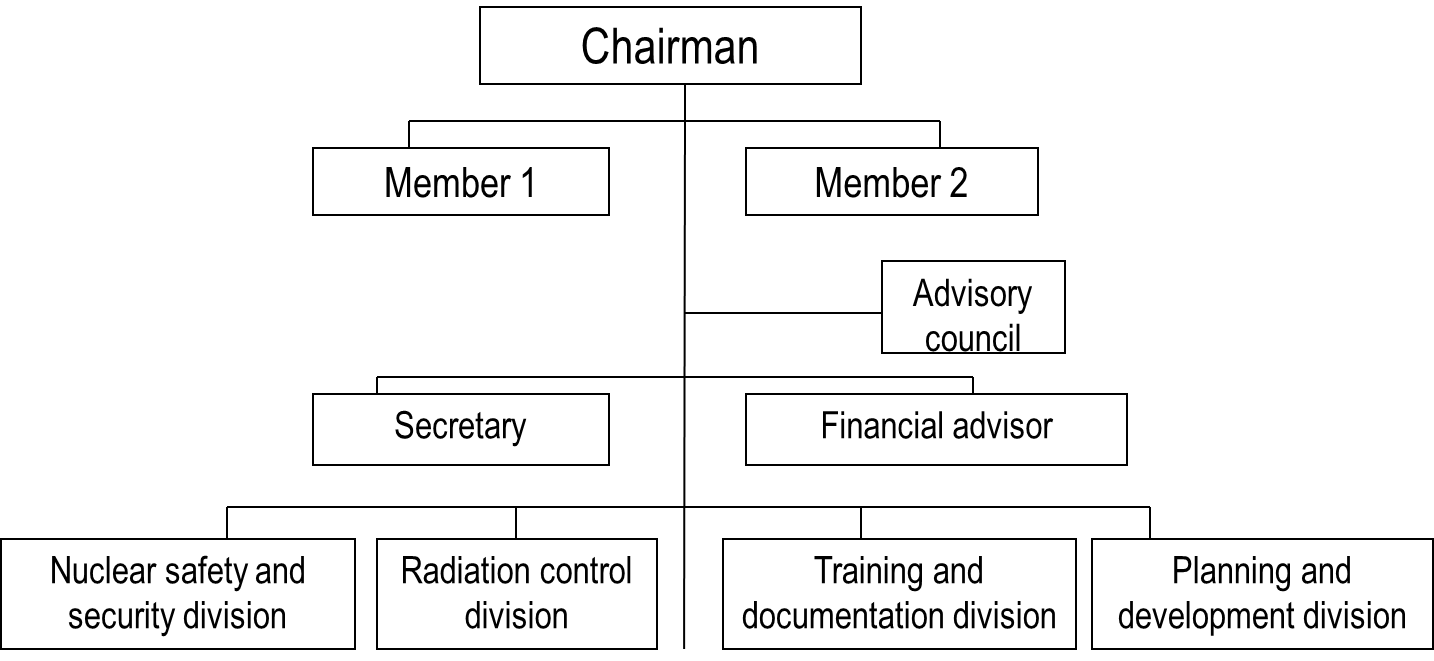 Chairman
Member 1
Member 2
Advisory
council
Secretary
Financial advisor
Nuclear safety and
security division
Radiation control
division
Training and
documentation division
Planning and
development division